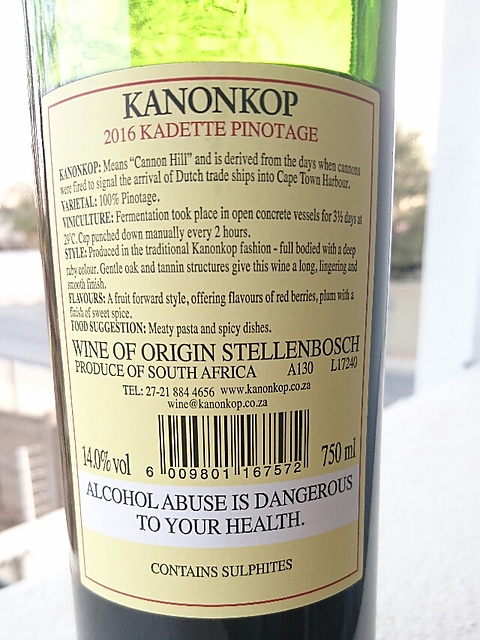 KANONKOP
2016 KADETTE PINOTAGE
KANONKOP: Means "Cannon Hill" and is derived from the days when cannons
were fired to signal the arrival of Dutch trade ships into Cape Town Harbour.
VARIETAL: 100% Pinotage.
VINICULTURE: Fermentation took place in open concrete vessels for 3½ days at
29°C. Cap punched down manually every 2 hours.
STYLE: Produced in the traditional Kanonkop fashion - full bodied with a deep
ruby colour. Gentle oak and tannin structures give this wine a long, lingering and
smooth finish.
FLAVOURS: A fruit forward style, offering flavours of red berries, plum with a
finish of sweet spice.
FOOD SUGGESTION: Meaty pasta and spicy dishes.
WINE OF ORIGIN STELLENBOSCH
PRODUCE OF SOUTH AFRICA A130 L17240
TEL: 27-21 884 4656 www.kanonkop.co.za
wine@kanonkop.co.za
14.0% vol 6 009801 167572 750 ml
ALCOHOL ABUSE IS DANGEROUS
TO YOUR HEALTH.
CONTAINS SULPHITES